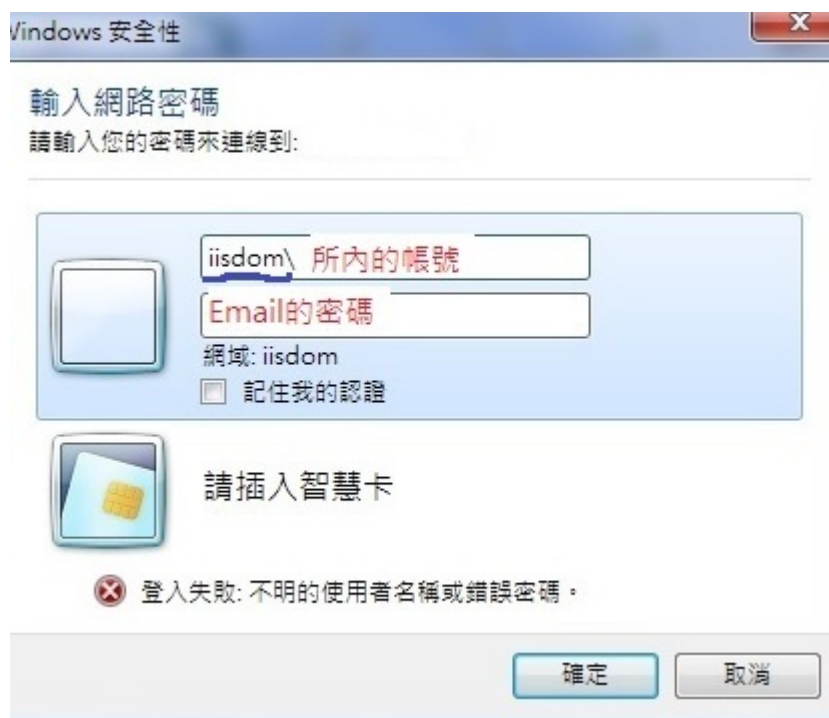 Windows 安全性
輸入網路密碼
請輸入您的密碼來連線到:
iisdom\ 所內的帳號
Email的密碼
網域: iisdom
記住我的認證
請插入智慧卡
登入失敗: 不明的使用者名稱或錯誤密碼。
確定
取消